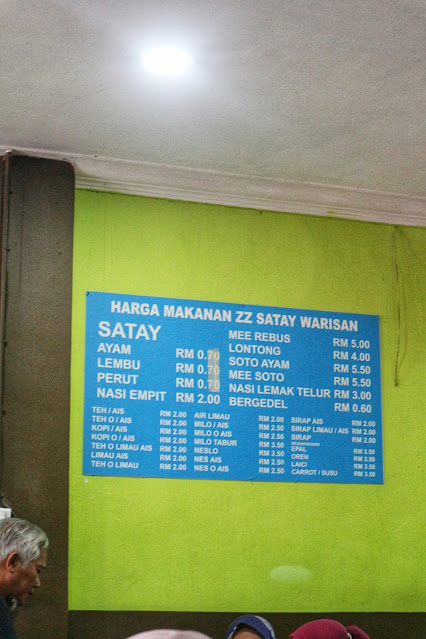 HARGA MAKANAN ZZ SATAY WARISAN
SATAY
AYAM RM 0.70
LEMBU RM 0.70
PERUT RM 0.70
NASI EMPIT RM 2.00
MEE REBUS RM 5.00
LONTONG RM 4.00
SOTO AYAM RM 5.50
MEE SOTO RM 5.50
NASI LEMAK TELUR RM 3.00
BERGEDEL RM 0.60
TEH / AIS RM 2.00
TEH O / AIS RM 2.00
KOPI / AIS RM 2.00
KOPI O / AIS RM 2.00
TEH O LIMAU AIS RM 2.00
LIMAU AIS RM 2.00
TEH O LIMAU RM 2.00
AIR LIMAU RM 2.00
MILO / AIS RM 2.50
MILO O AIS RM 2.50
MILO TABUR RM 3.50
NESLO RM 3.50
NES AIS RM 2.50
NES O AIS RM 2.50
SIRAP AIS RM 2.00
SIRAP LIMAU / AIS RM 2.00
SIRAP RM 2.00
EPAL RM 3.50
OREN RM 3.50
LAICI RM 3.50
CARROT / SUSU RM 3.50